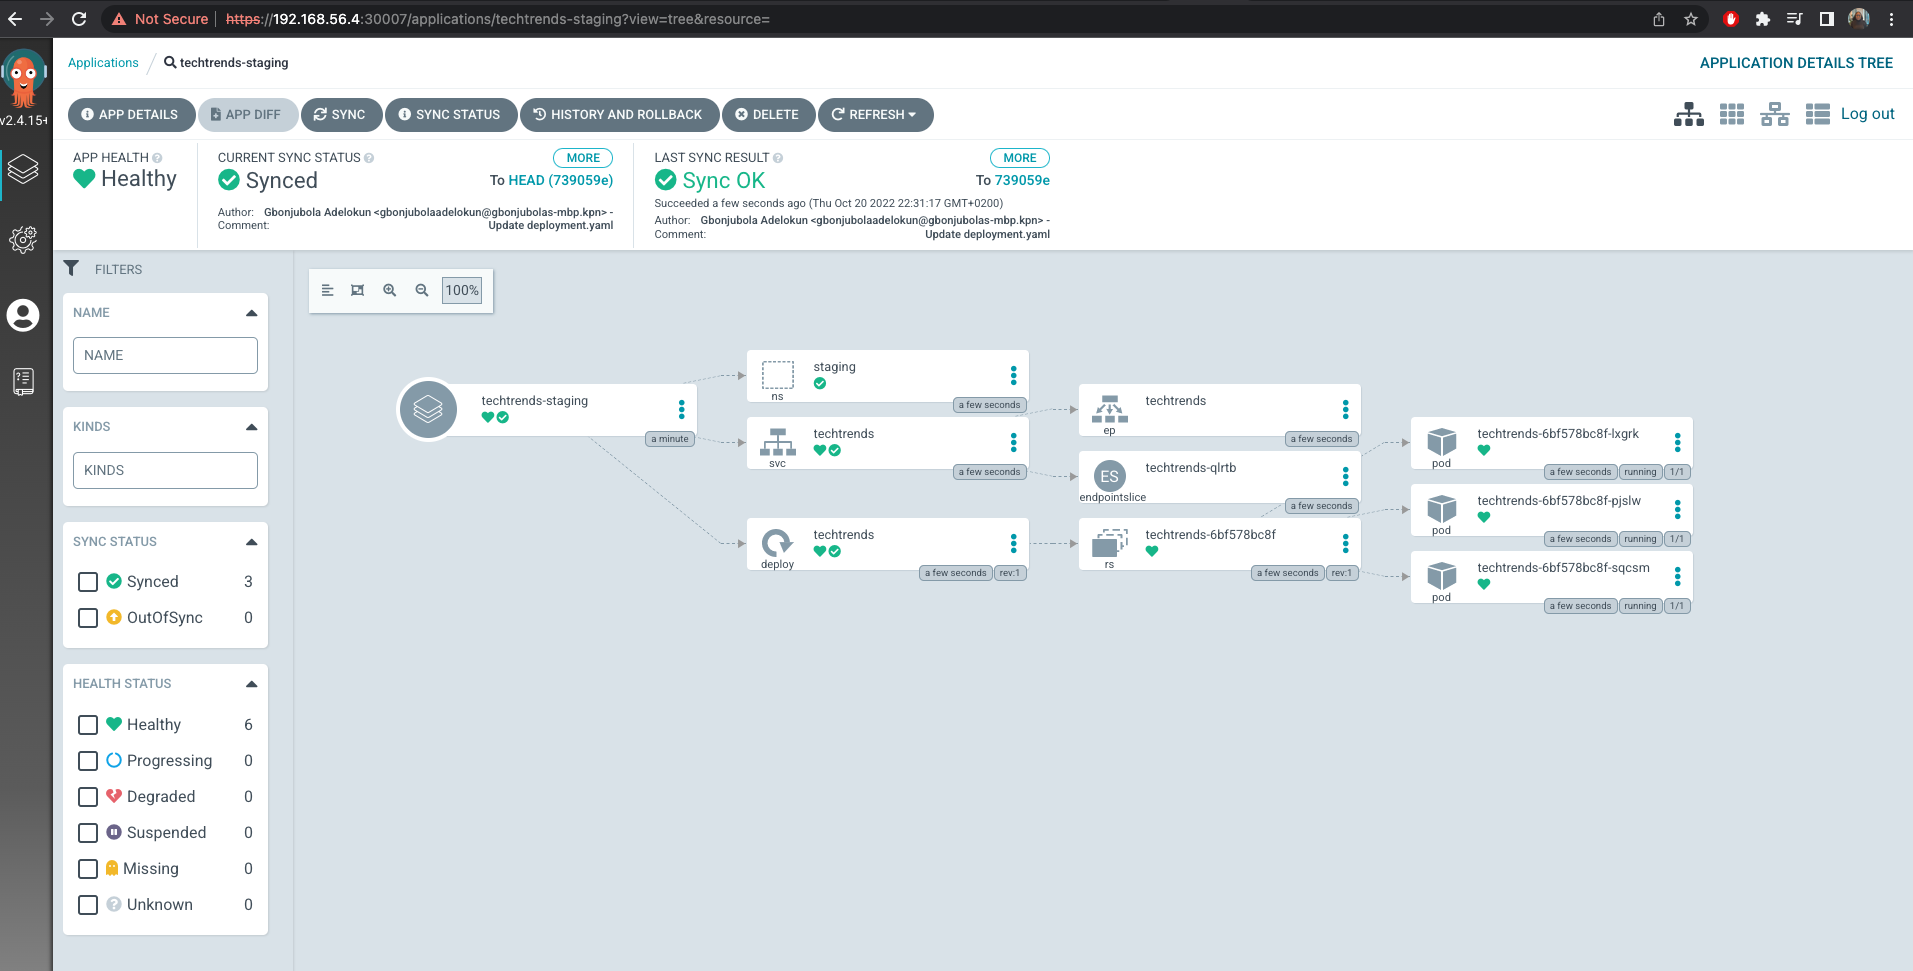 Not Secure | https://192.168.56.4:30007/applications/techtrends-staging?view=tree&resource=
v2.4.15+
Applications / techtrends-staging
APPLICATION DETAILS TREE
APP DETAILS
APP DIFF
SYNC
SYNC STATUS
HISTORY AND ROLLBACK
DELETE
REFRESH
Log out
APP HEALTH
Healthy
CURRENT SYNC STATUS
MORE
Synced
To HEAD (739059e)
Author: Gbonjubola Adelokun <gbonjubolaadelokun@gbonjubolas-mbp.kpn> -
Comment: Update deployment.yaml
LAST SYNC RESULT
MORE
Sync OK
To 739059e
Succeeded a few seconds ago (Thu Oct 20 2022 22:31:17 GMT+0200)
Author: Gbonjubola Adelokun <gbonjubolaadelokun@gbonjubolas-mbp.kpn> -
Comment: Update deployment.yaml
FILTERS
NAME
NAME
KINDS
KINDS
SYNC STATUS
Synced 3
OutOfSync 0
HEALTH STATUS
Healthy 6
Progressing 0
Degraded 0
Suspended 0
Missing 0
Unknown 0
100%
techtrends-staging
a minute
staging
ns
a few seconds
techtrends
svc
a few seconds
techtrends
deploy
a few seconds rev:1
techtrends
ep
a few seconds
ES
techtrends-qlrtb
endpointslice
a few seconds
techtrends-6bf578bc8f
rs
a few seconds rev:1
techtrends-6bf578bc8f-lxgrk
pod
a few seconds running 1/1
techtrends-6bf578bc8f-pjslw
pod
a few seconds running 1/1
techtrends-6bf578bc8f-sqcsm
pod
a few seconds running 1/1